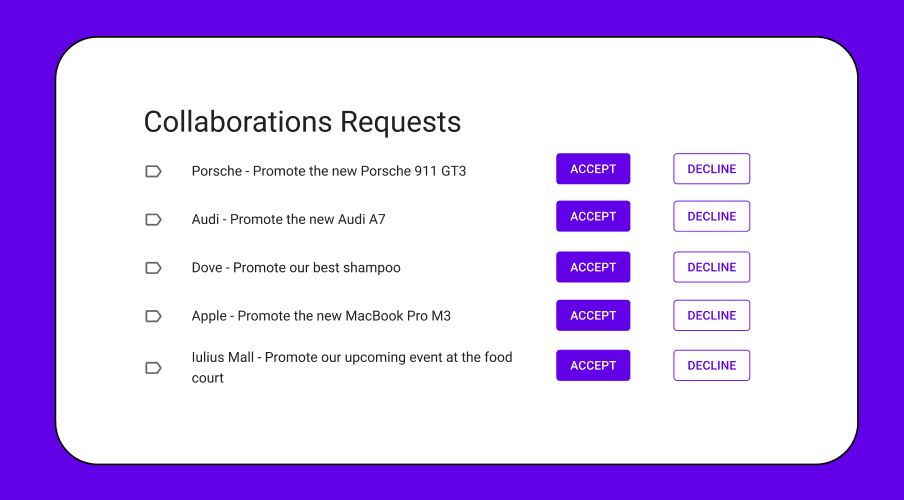 Collaborations Requests
Porsche - Promote the new Porsche 911 GT3 ACCEPT DECLINE
Audi - Promote the new Audi A7 ACCEPT DECLINE
Dove - Promote our best shampoo ACCEPT DECLINE
Apple - Promote the new MacBook Pro M3 ACCEPT DECLINE
Iulius Mall - Promote our upcoming event at the food ACCEPT DECLINE
court